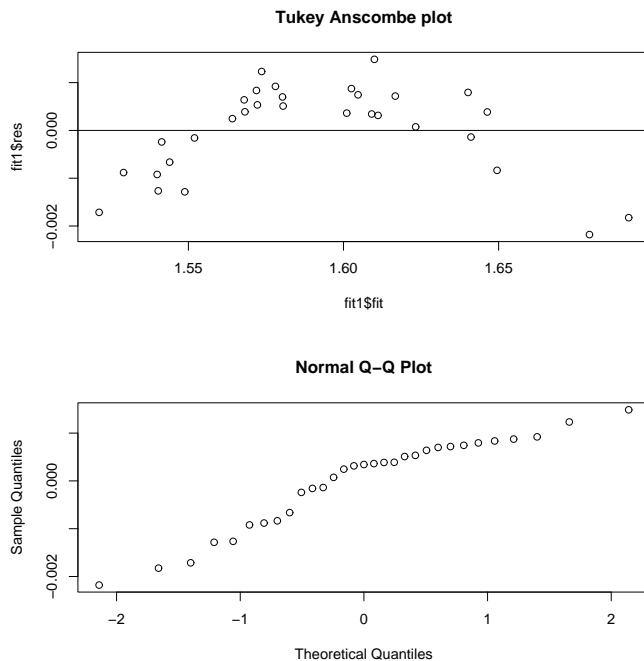 Tukey Anscombe plot
fit1$res
0.000
-0.002
1.55 1.60 1.65
fit1$fit
Normal Q−Q Plot
Sample Quantiles
0.000
-0.002
−2 −1 0 1 2
Theoretical Quantiles